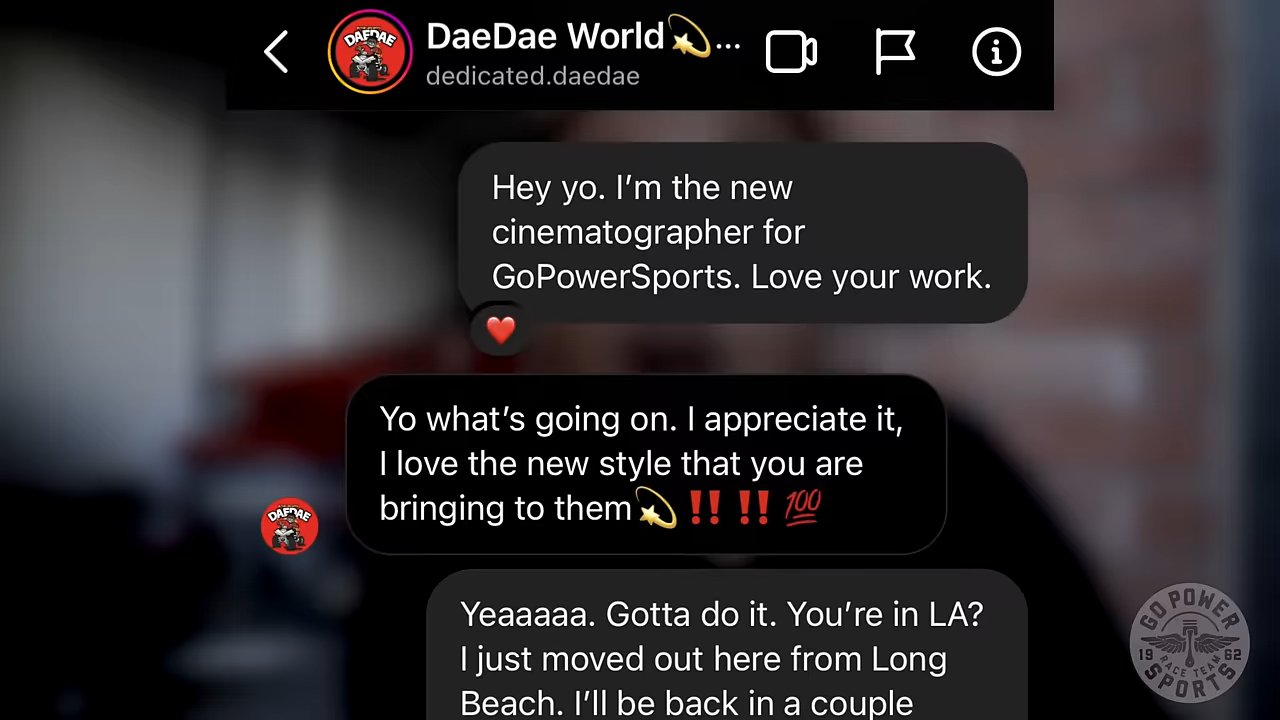 DaeDae World💫...
dedicated.daedae
DAEDAE
Hey yo. I’m the new
cinematographer for
GoPowerSports. Love your work.
❤️
Yo what’s going on. I appreciate it,
I love the new style that you are
bringing to them💫‼️‼️💯
DAEDAE
Yeaaaaa. Gotta do it. You’re in LA?
I just moved out here from Long
Beach. I’ll be back in a couple
GO POWER
19 62
RACE TEAM
SPORTS